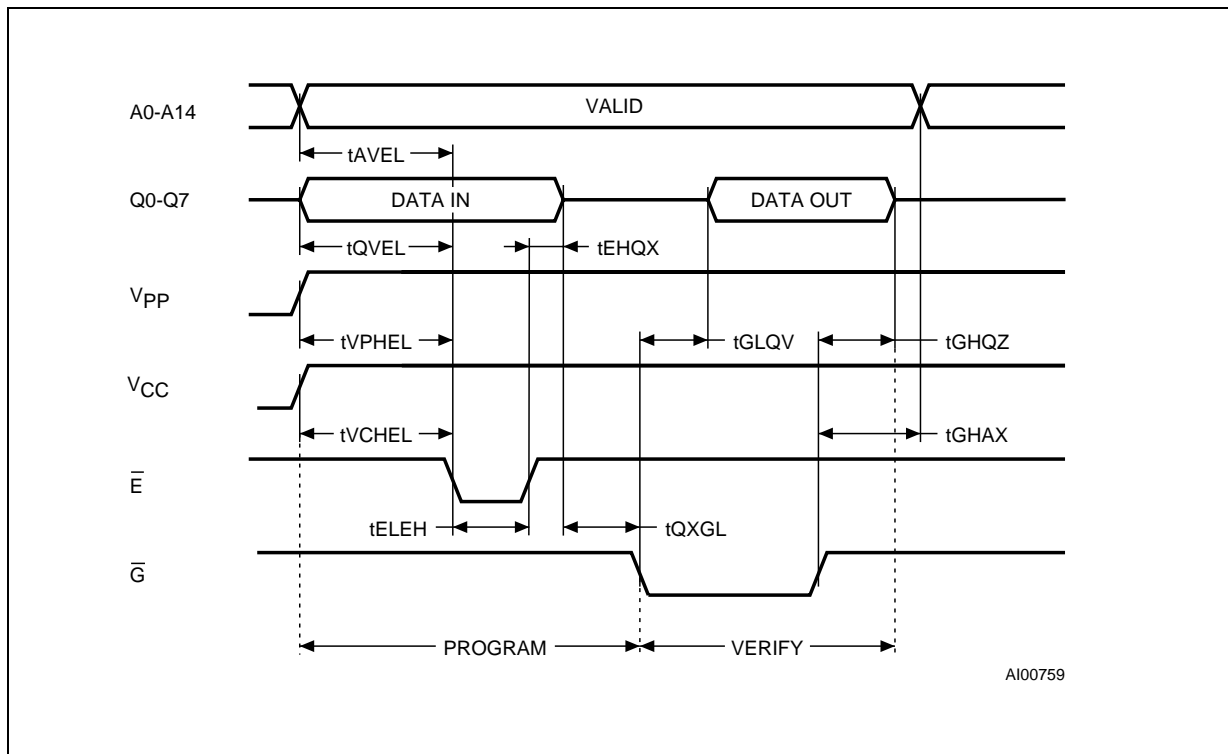 A0-A14
VALID
tAVEL
Q0-Q7
DATA IN
DATA OUT
tQVEL
tEHQX
VPP
tVPHEL
tGLQV
tGHQZ
VCC
tVCHEL
tGHAX
E̅
tELEH
tQXGL
G̅
PROGRAM
VERIFY
AI00759